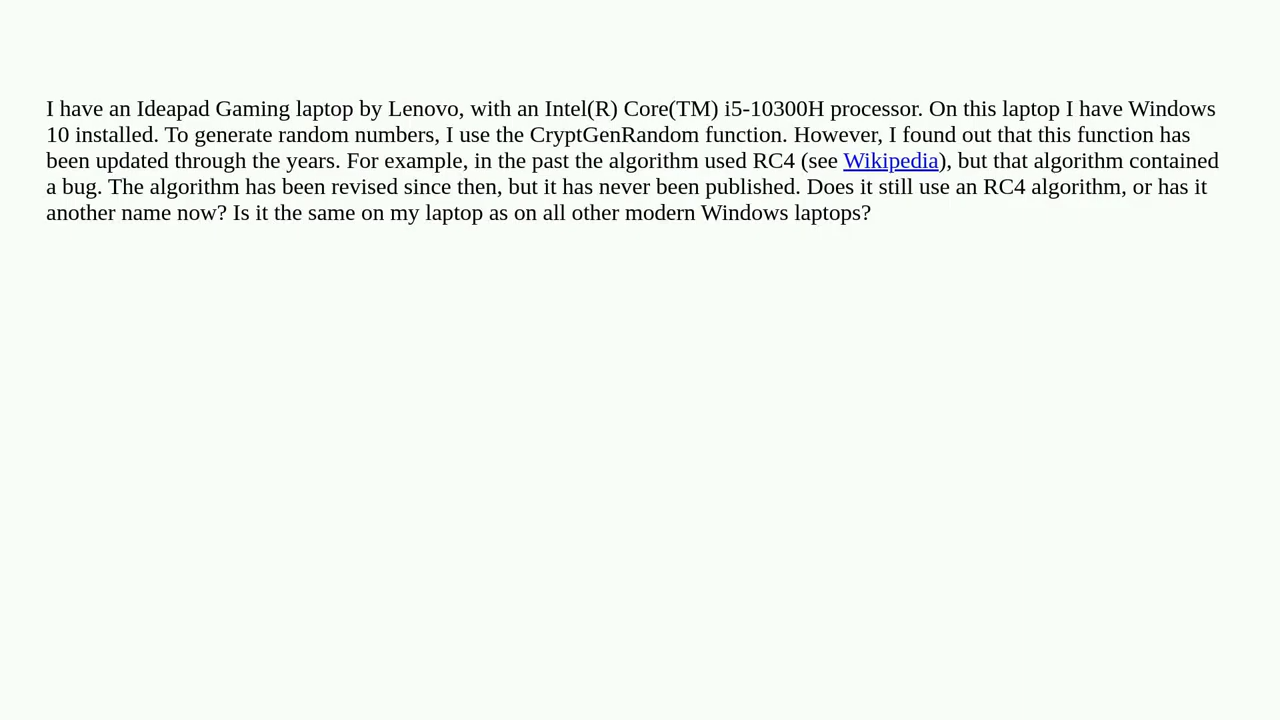 I have an Ideapad Gaming laptop by Lenovo, with an Intel(R) Core(TM) i5-10300H processor. On this laptop I have Windows
10 installed. To generate random numbers, I use the CryptGenRandom function. However, I found out that this function has
been updated through the years. For example, in the past the algorithm used RC4 (see Wikipedia), but that algorithm contained
a bug. The algorithm has been revised since then, but it has never been published. Does it still use an RC4 algorithm, or has it
another name now? Is it the same on my laptop as on all other modern Windows laptops?